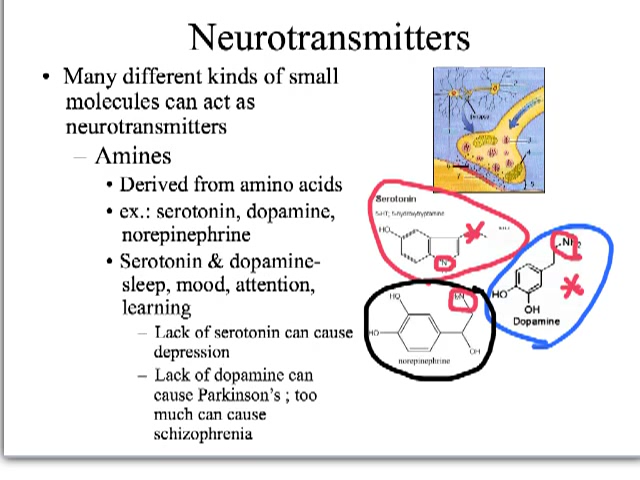 Neurotransmitters
• Many different kinds of small
molecules can act as
neurotransmitters
– Amines
• Derived from amino acids
• ex.: serotonin, dopamine,
norepinephrine
• Serotonin & dopamine-
sleep, mood, attention,
learning
– Lack of serotonin can cause
depression
– Lack of dopamine can
cause Parkinson's ; too
much can cause
schizophrenia
Serotonin
HO
HO
HO
OH
norepinephrine
NH2
HO
OH
Dopamine